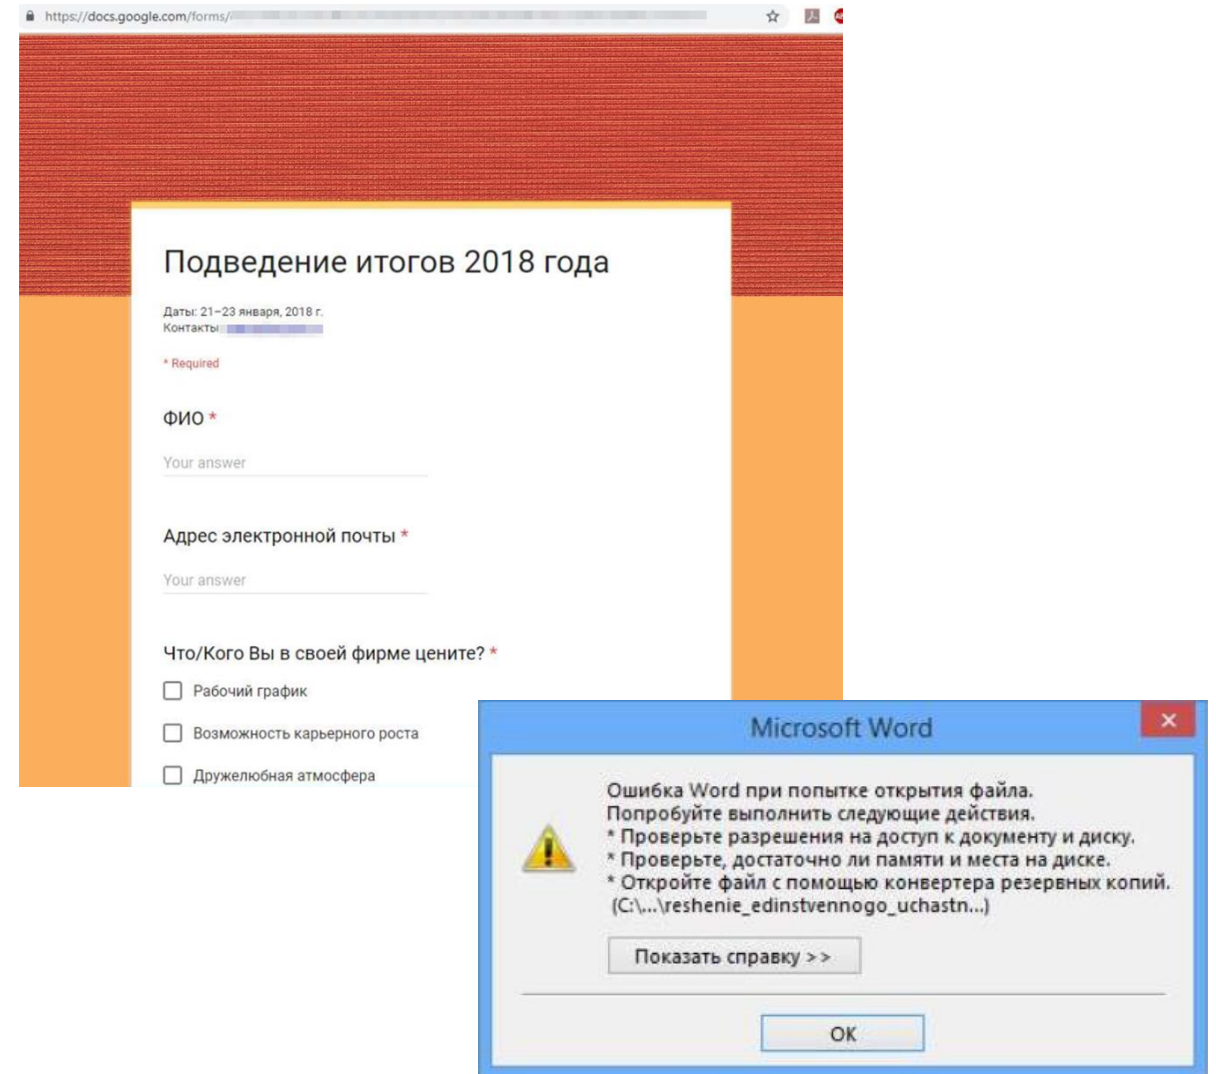 https://docs.google.com/forms/
Подведение итогов 2018 года
Даты: 21–23 января, 2018 г.
Контакты
* Required
ФИО *
Your answer
Адрес электронной почты *
Your answer
Что/Кого Вы в своей фирме цените? *
Рабочий график
Возможность карьерного роста
Дружелюбная атмосфера
Microsoft Word
Ошибка Word при попытке открытия файла.
Попробуйте выполнить следующие действия.
* Проверьте разрешения на доступ к документу и диску.
* Проверьте, достаточно ли памяти и места на диске.
* Откройте файл с помощью конвертера резервных копий.
(C:\...\reshenie_edinstvennogo_uchastn...)
Показать справку >>
ОК